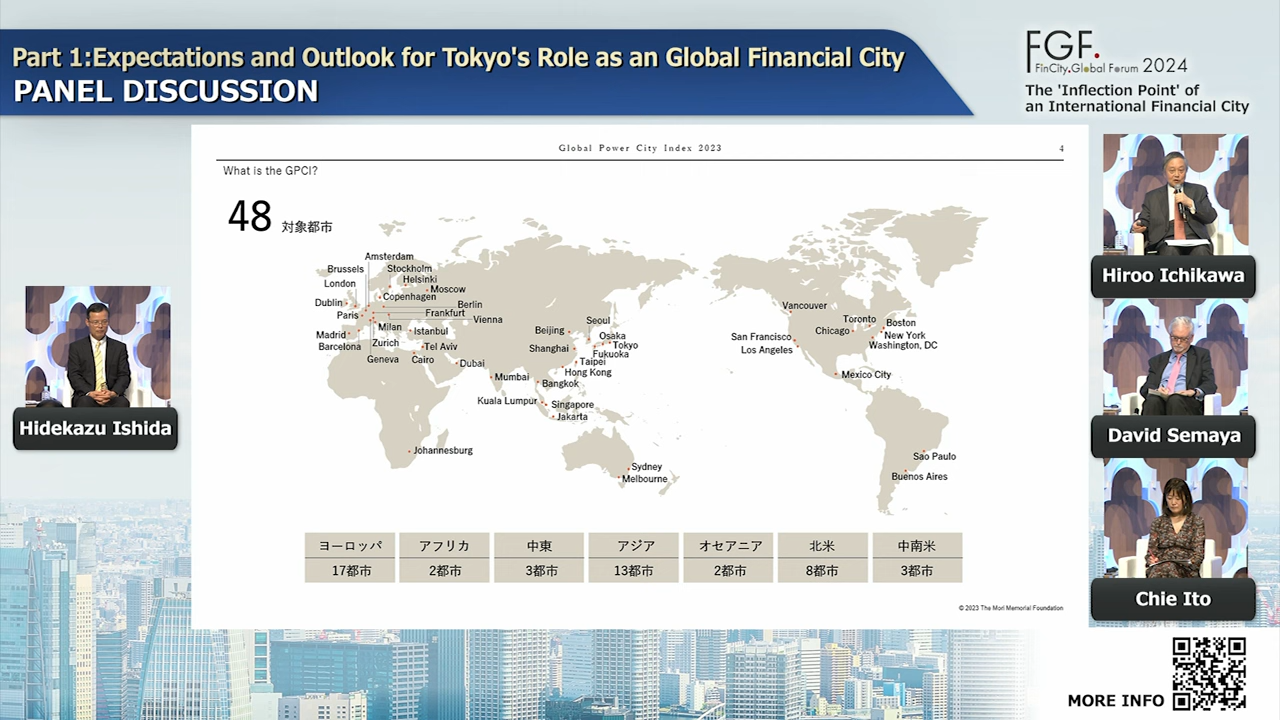 Part 1:Expectations and Outlook for Tokyo's Role as an Global Financial City
PANEL DISCUSSION
FGF.
FinCity.Global Forum 2024
The 'Inflection Point' of
an International Financial City
Global Power City Index 2023
4
What is the GPCI?
48 対象都市
Amsterdam
Brussels
Stockholm
Helsinki
London
Moscow
Copenhagen
Dublin
Berlin
Paris
Frankfurt
Vienna
Madrid
Milan
Istanbul
Barcelona
Zurich
Tel Aviv
Geneva
Cairo
Dubai
Mumbai
Beijing
Seoul
Osaka
Tokyo
Shanghai
Fukuoka
Taipei
Hong Kong
Bangkok
Kuala Lumpur
Singapore
Jakarta
Johannesburg
Sydney
Melbourne
Vancouver
Toronto
Boston
San Francisco
Chicago
New York
Los Angeles
Washington, DC
Mexico City
Sao Paulo
Buenos Aires
ヨーロッパ アフリカ 中東 アジア オセアニア 北米 中南米
17都市 2都市 3都市 13都市 2都市 8都市 3都市
© 2023 The Mori Memorial Foundation
Hidekazu Ishida
Hiroo Ichikawa
David Semaya
Chie Ito
MORE INFO